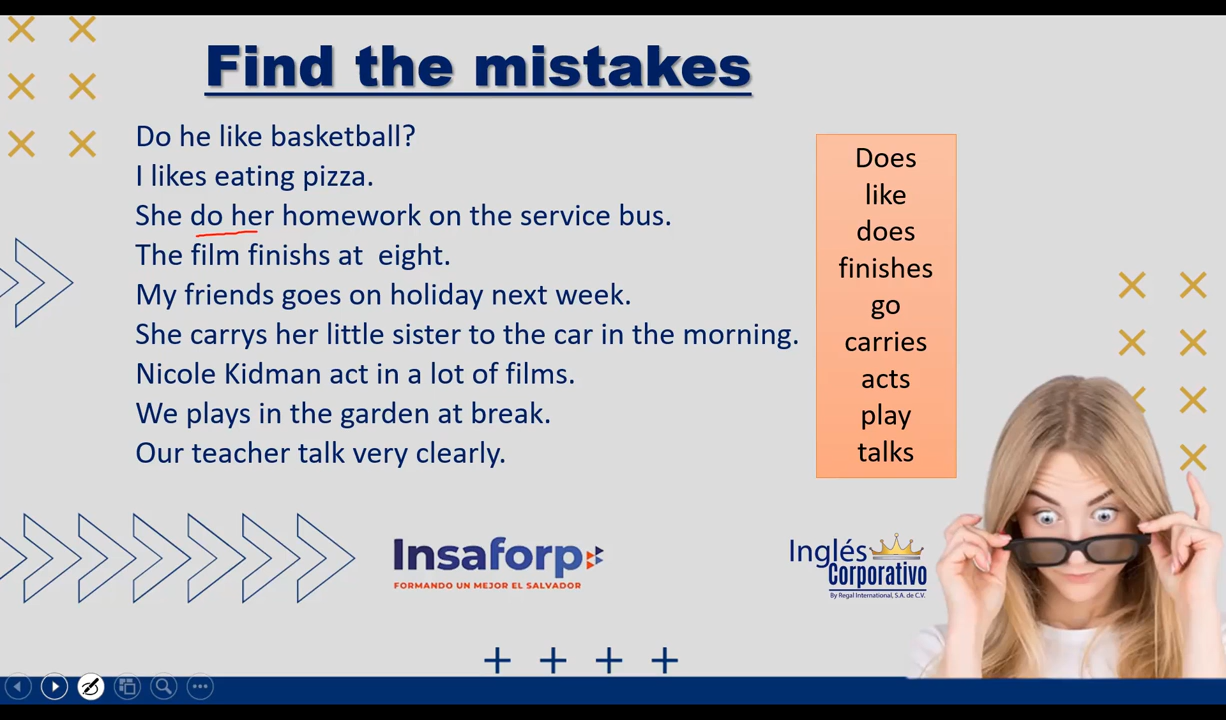 Find the mistakes
Do he like basketball?
I likes eating pizza.
She do her homework on the service bus.
The film finishs at  eight.
My friends goes on holiday next week.
She carrys her little sister to the car in the morning.
Nicole Kidman act in a lot of films.
We plays in the garden at break.
Our teacher talk very clearly.
Does
like
does
finishes
go
carries
acts
play
talks
Insaforp
FORMANDO UN MEJOR EL SALVADOR
Inglés
Corporativo
By Regal International, S.A. de C.V.